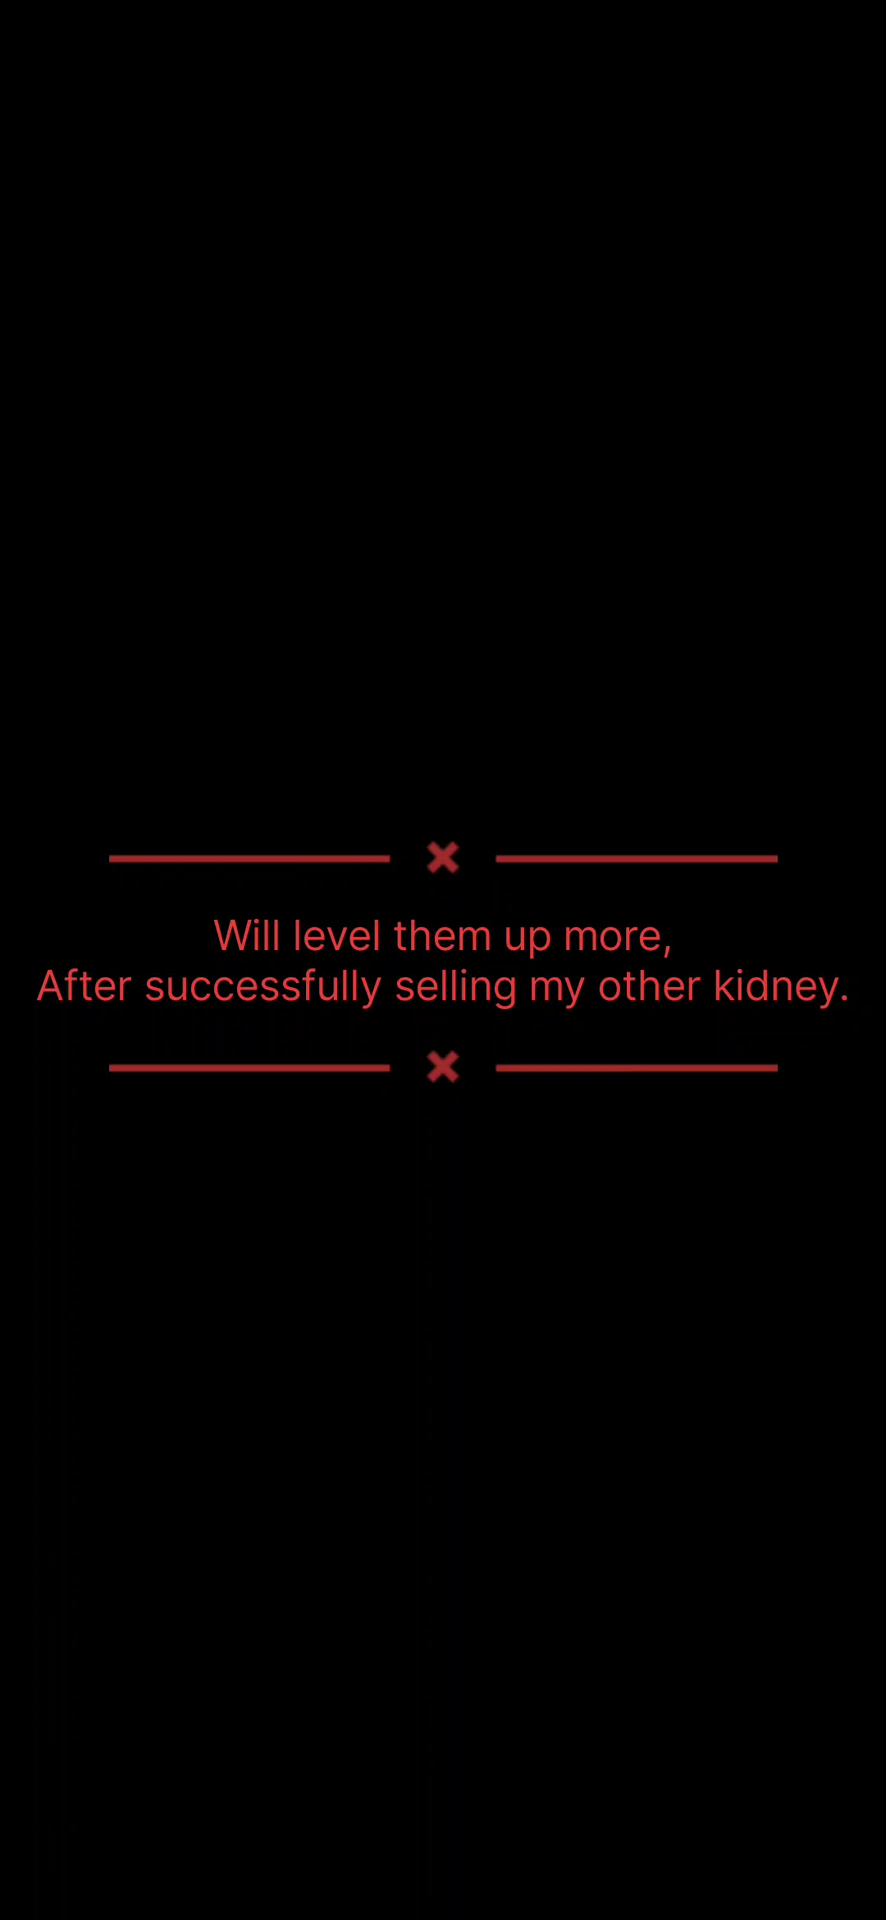 Will level them up more,
After successfully selling my other kidney.